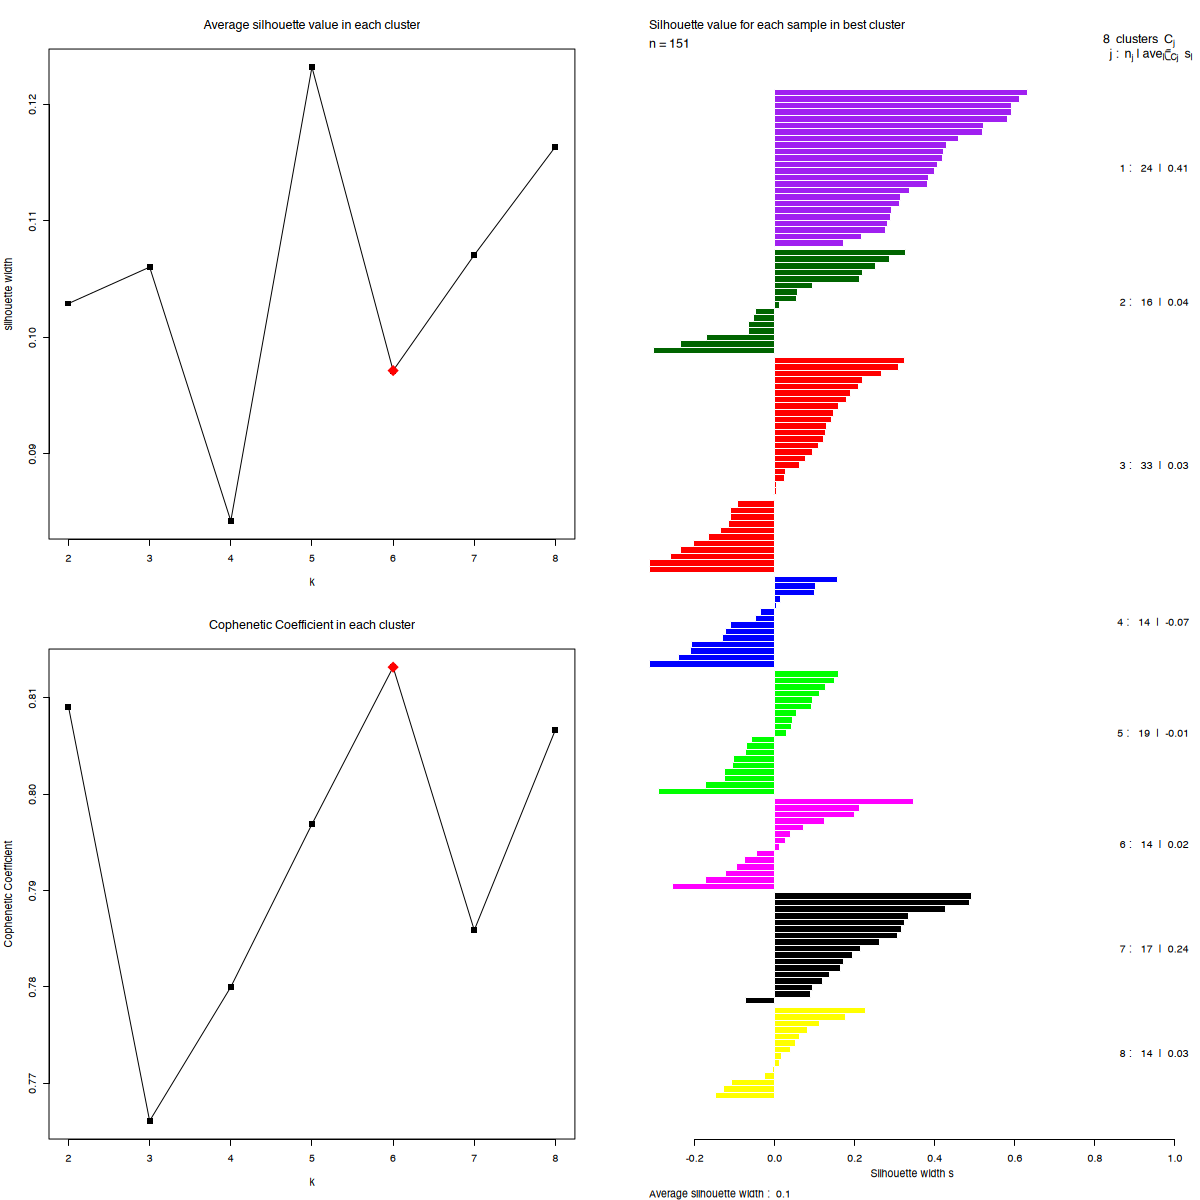 Average silhouette value in each cluster
silhouette width
0.12
0.11
0.10
0.09
2 3 4 5 6 7 8
k
Cophenetic Coefficient in each cluster
Cophenetic Coefficient
0.81
0.80
0.79
0.78
0.77
2 3 4 5 6 7 8
k
Silhouette value for each sample in best cluster
n = 151
8 clusters Cj
j : nj | avei∈Cj si
1 : 24 | 0.41
2 : 16 | 0.04
3 : 33 | 0.03
4 : 14 | -0.07
5 : 19 | -0.01
6 : 14 | 0.02
7 : 17 | 0.24
8 : 14 | 0.03
-0.2 0.0 0.2 0.4 0.6 0.8 1.0
Silhouette width s
Average silhouette width : 0.1